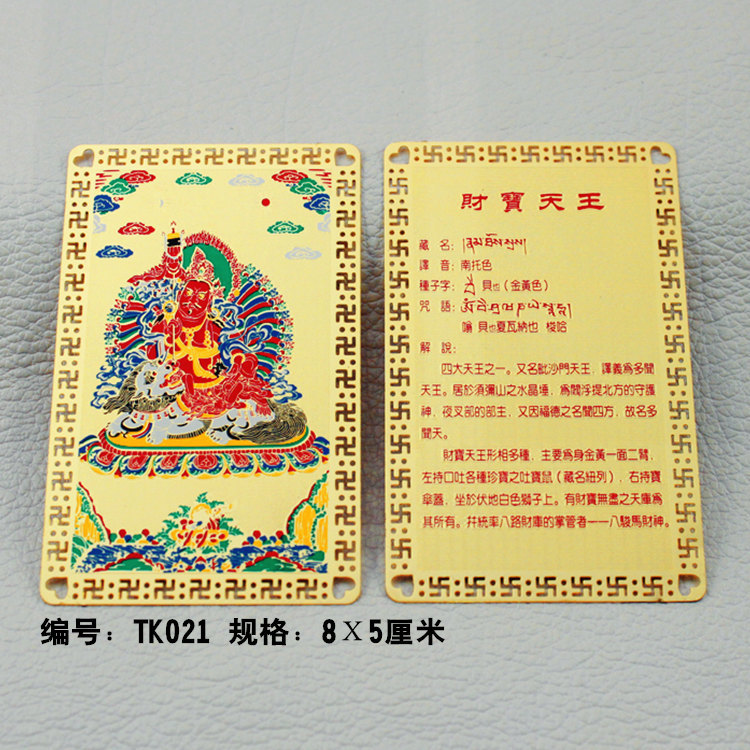 財寶天王
藏 名：རྣམ་ཐོས་སྲས།
譯 音：南托色
種子字：貝也（金黃色）
咒 語：
嗡 貝也夏瓦納也 梭哈
解 說：
四大天王之一。又名毗沙門天王，譯義爲多聞
天王。居於須彌山之水晶埵，爲閻浮提北方的守護
神，夜叉部的部主，又因福德之名聞四方，故名多
聞天。
財寶天王形相多種，主要爲身金黃一面二臂，
左持口吐各種珍寶之吐寶鼠（藏名紐列），右持寶
傘蓋，坐於伏地白色獅子上。有財寶無盡之天庫爲
其所有。幷統率八路財庫的掌管者一一八駿馬財神。
编号：TK021 规格：8X5厘米